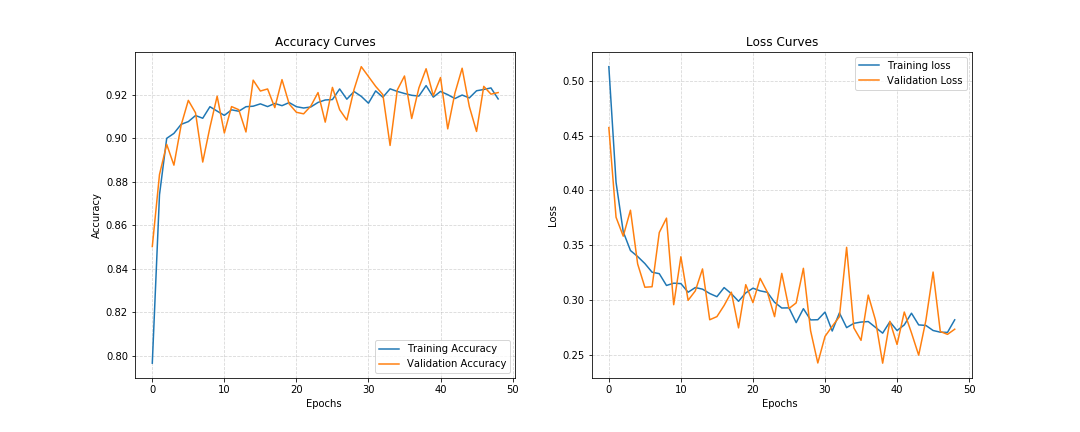 Accuracy Curves
Accuracy
0.92
0.90
0.88
0.86
0.84
0.82
0.80
Training Accuracy
Validation Accuracy
0 10 20 30 40 50
Epochs
Loss Curves
Loss
0.50
0.45
0.40
0.35
0.30
0.25
Training loss
Validation Loss
0 10 20 30 40 50
Epochs